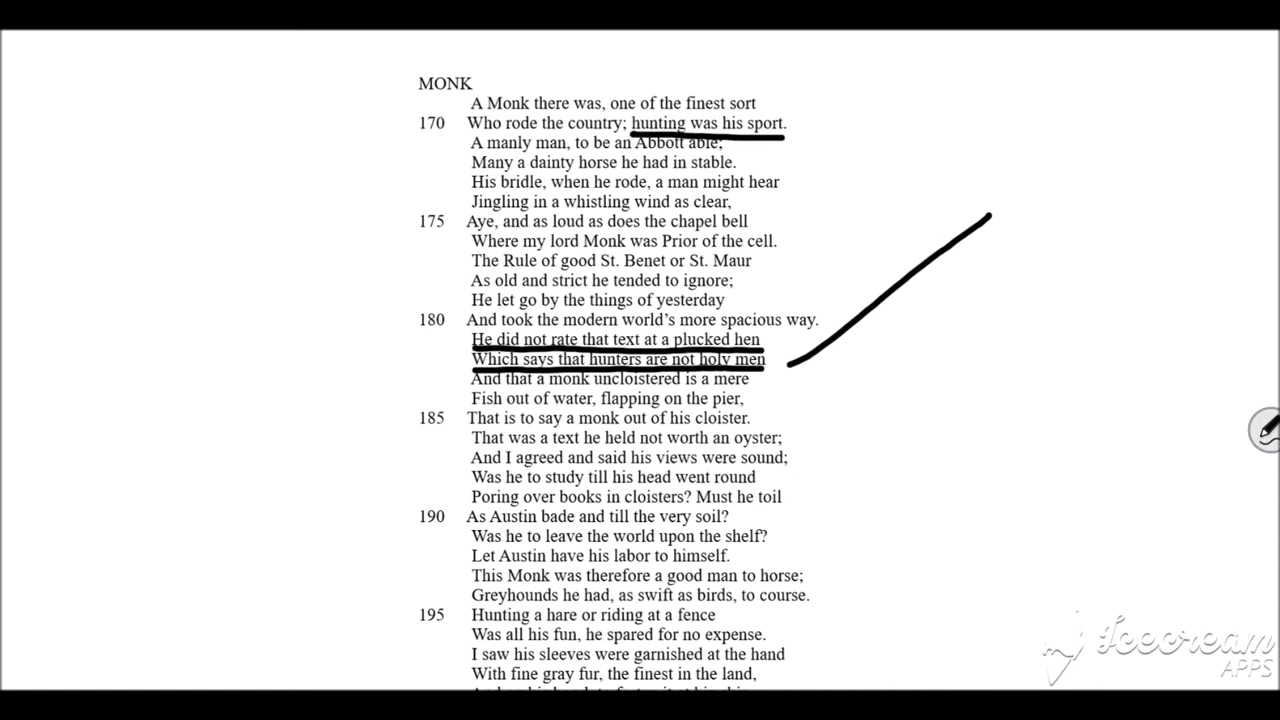 MONK
A Monk there was, one of the finest sort
170 Who rode the country; hunting was his sport.
A manly man, to be an Abbott able;
Many a dainty horse he had in stable.
His bridle, when he rode, a man might hear
Jingling in a whistling wind as clear,
175 Aye, and as loud as does the chapel bell
Where my lord Monk was Prior of the cell.
The Rule of good St. Benet or St. Maur
As old and strict he tended to ignore;
He let go by the things of yesterday
180 And took the modern world’s more spacious way.
He did not rate that text at a plucked hen
Which says that hunters are not holy men
And that a monk uncloistered is a mere
Fish out of water, flapping on the pier,
185 That is to say a monk out of his cloister.
That was a text he held not worth an oyster;
And I agreed and said his views were sound;
Was he to study till his head went round
Poring over books in cloisters? Must he toil
190 As Austin bade and till the very soil?
Was he to leave the world upon the shelf?
Let Austin have his labor to himself.
This Monk was therefore a good man to horse;
Greyhounds he had, as swift as birds, to course.
195 Hunting a hare or riding at a fence
Was all his fun, he spared for no expense.
I saw his sleeves were garnished at the hand
With fine gray fur, the finest in the land,
Icecream
APPS